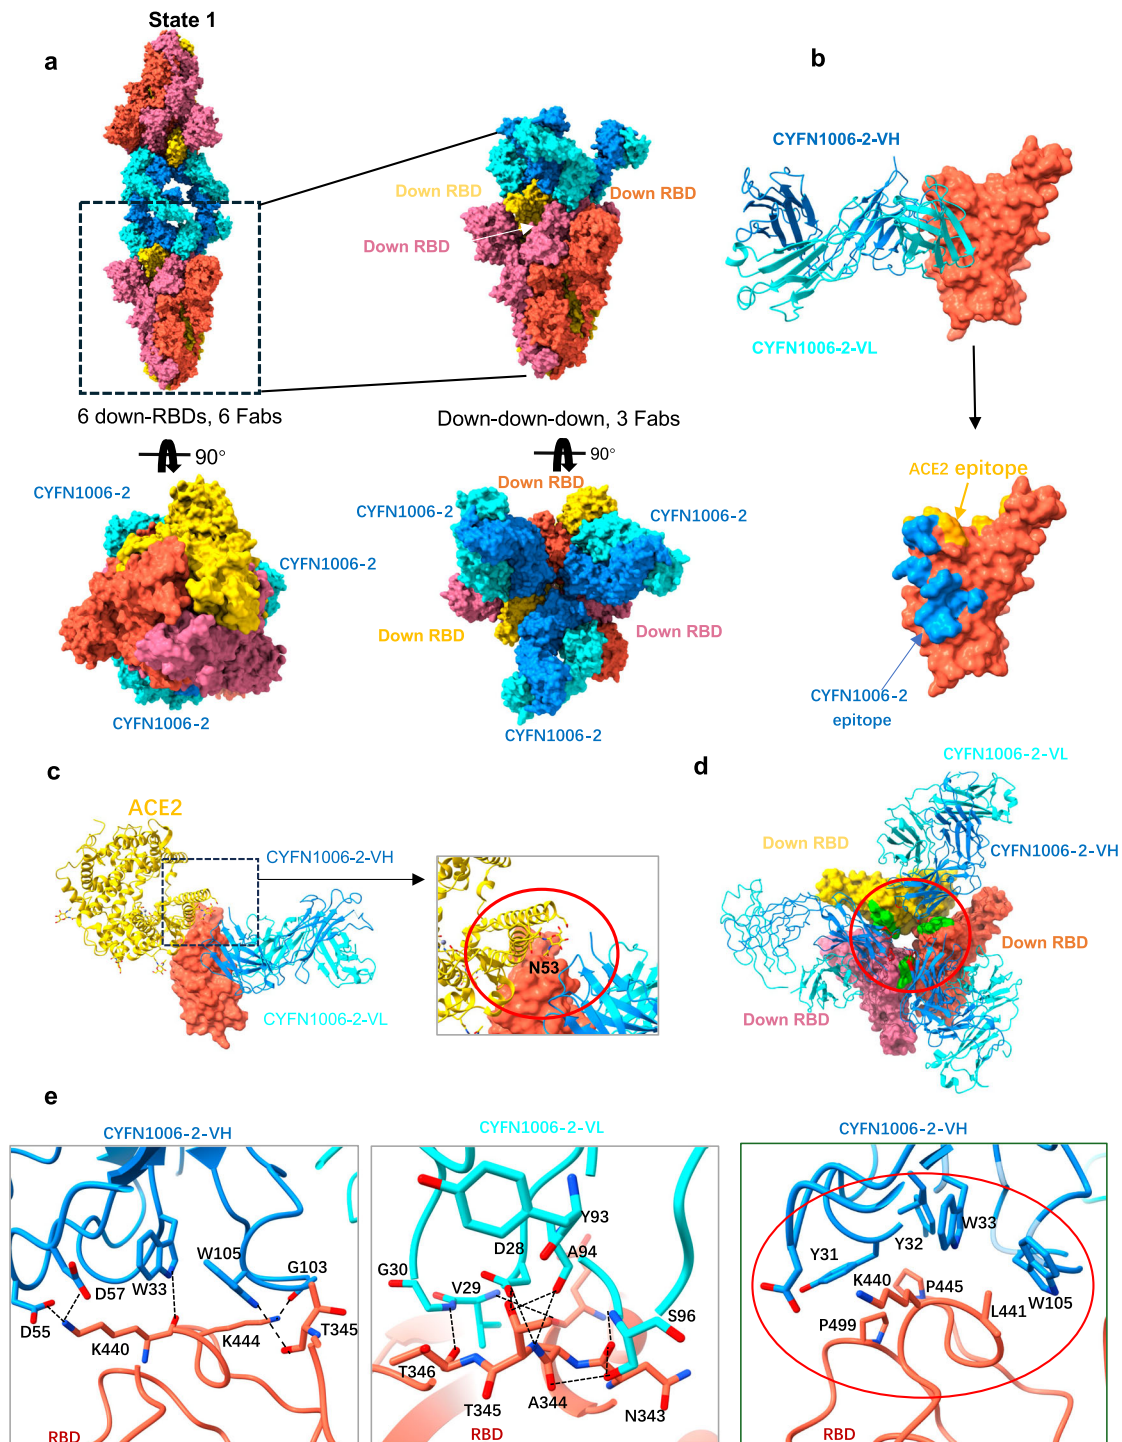 State 1
a
b
CYFN1006-2-VH
Down RBD
Down RBD
Down RBD
CYFN1006-2-VL
6 down-RBDs, 6 Fabs
Down-down-down, 3 Fabs
90°
90°
Down RBD
ACE2 epitope
CYFN1006-2
CYFN1006-2
CYFN1006-2
CYFN1006-2
Down RBD
Down RBD
CYFN1006-2
epitope
CYFN1006-2
CYFN1006-2
c
d
CYFN1006-2-VL
ACE2
CYFN1006-2-VH
Down RBD
CYFN1006-2-VH
N53
Down RBD
CYFN1006-2-VL
Down RBD
e
CYFN1006-2-VH
CYFN1006-2-VL
CYFN1006-2-VH
D57
W33
W105
G103
D55
K440
K444
T345
RBD
Y93
D28
A94
G30
V29
S96
T346
T345
A344
N343
RBD
W33
Y31
Y32
K440
P445
L441
W105
P499
RBD